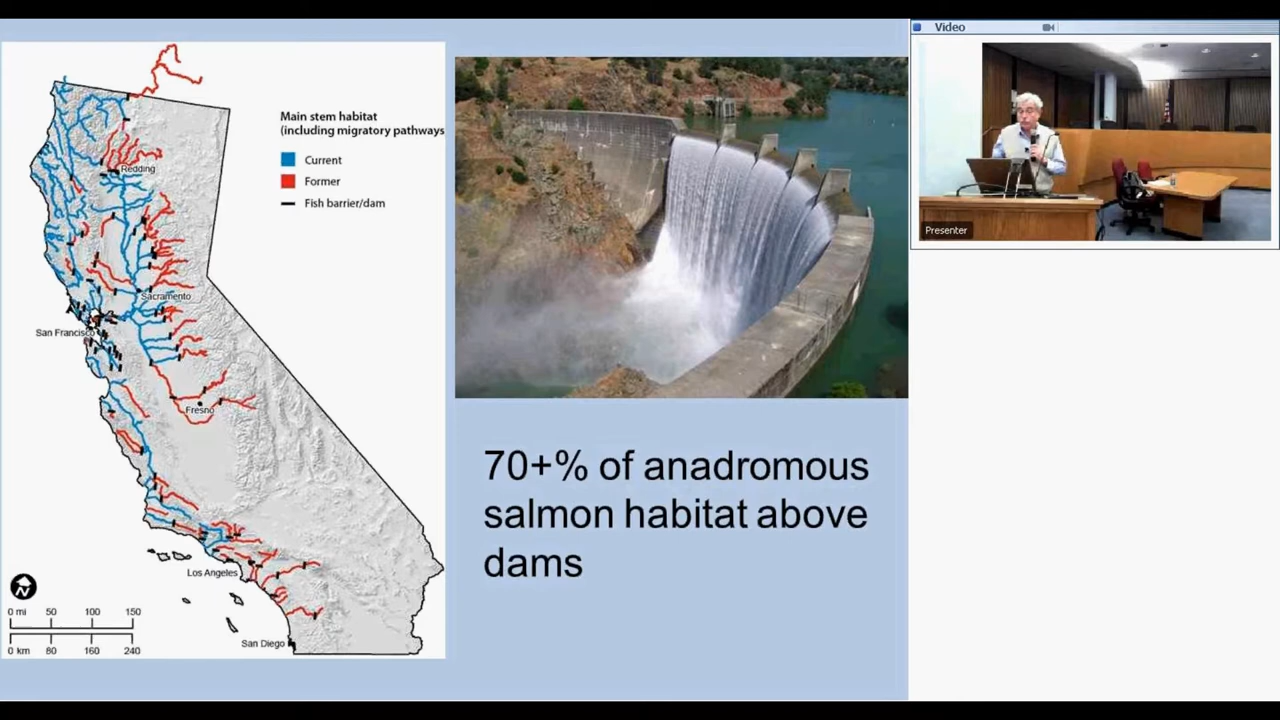 Main stem habitat
(including migratory pathways
Current
Former
Fish barrier/dam
Redding
Sacramento
San Francisco
Fresno
Los Angeles
San Diego
N
0 mi 50 100 150
0 km 80 160 240
70+% of anadromous
salmon habitat above
dams
Video
Presenter